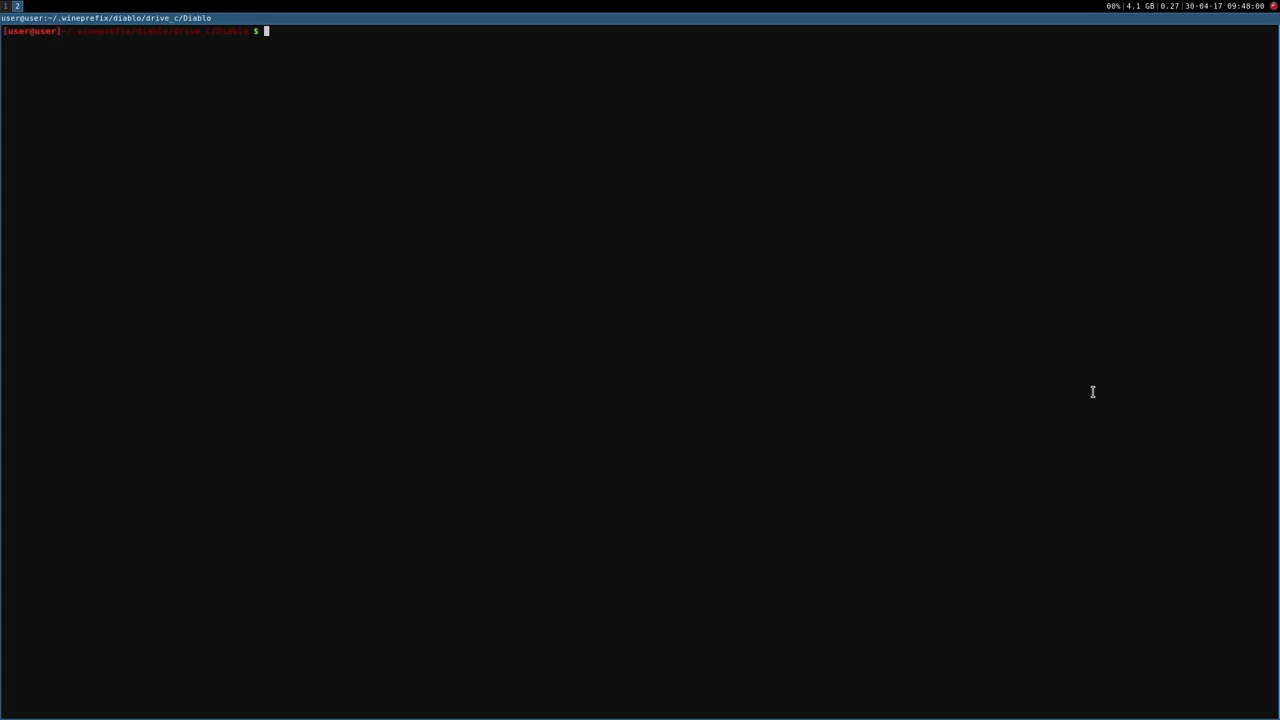 1 2
00%|4.1 GB|0.27|30-04-17 09:48:00
user@user:~/.wineprefix/diablo/drive_c/Diablo
[user@user]~/.wineprefix/diablo/drive_c/Diablo $